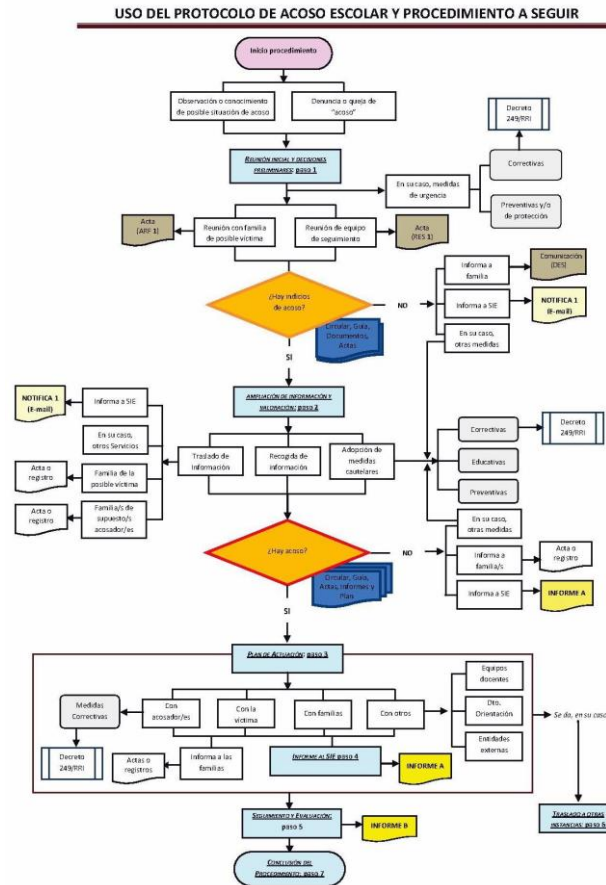 USO DEL PROTOCOLO DE ACOSO ESCOLAR Y PROCEDIMIENTO A SEGUIR
Inicio procedimiento
Observación o conocimiento
de posible situación de acoso
Denuncia o queja de
"acoso"
Decreto
249/RRI
REUNIÓN INICIAL Y DECISIONES
PRELIMINARES: paso 1
Correctivas
En su caso, medidas
de urgencia
Preventivas y/o
de protección
Acta
(ARF 1)
Reunión con familia
de posible víctima
Reunión de equipo
de seguimiento
Acta
(RES 1)
¿Hay indicios
de acoso?
NO
Informa a
familia
Comunicación
(DES)
Informa a SIE
NOTIFICA 1
(E-mail)
En su caso,
otras medidas
Circular, Guía,
Documentos,
Actas
SI
AMPLIACIÓN DE INFORMACIÓN Y
VALORACIÓN: paso 2
NOTIFICA 1
(E-mail)
Informa a SIE
En su caso,
otros Servicios
Acta o
registro
Familia de la
posible víctima
Acta o
registro
Familia/s de
supuesto/s
acosador/es
Traslado de
Información
Recogida de
información
Adopción de
medidas
cautelares
Correctivas
Decreto
249/RRI
Educativas
Preventivas
¿Hay acoso?
NO
En su caso,
otras medidas
Informa a
familia/s
Acta o
registro
Informa a SIE
INFORME A
Circular, Guía,
Actas, Informes y
Plan
SI
PLAN DE ACTUACIÓN: paso 3
Medidas
Correctivas
Con
acosador/es
Con la
víctima
Con familias
Con otros
Equipos
docentes
Dto.
Orientación
Entidades
externas
Se da, en su caso
Decreto
249/RRI
Actas o
registros
Informa a las
familias
INFORME AL SIE paso 4
INFORME A
SEGUIMIENTO Y EVALUACIÓN:
paso 5
INFORME B
TRASLADO A OTRAS
INSTANCIAS: paso
CONCLUSIÓN DEL
PROCEDIMIENTO: paso 7